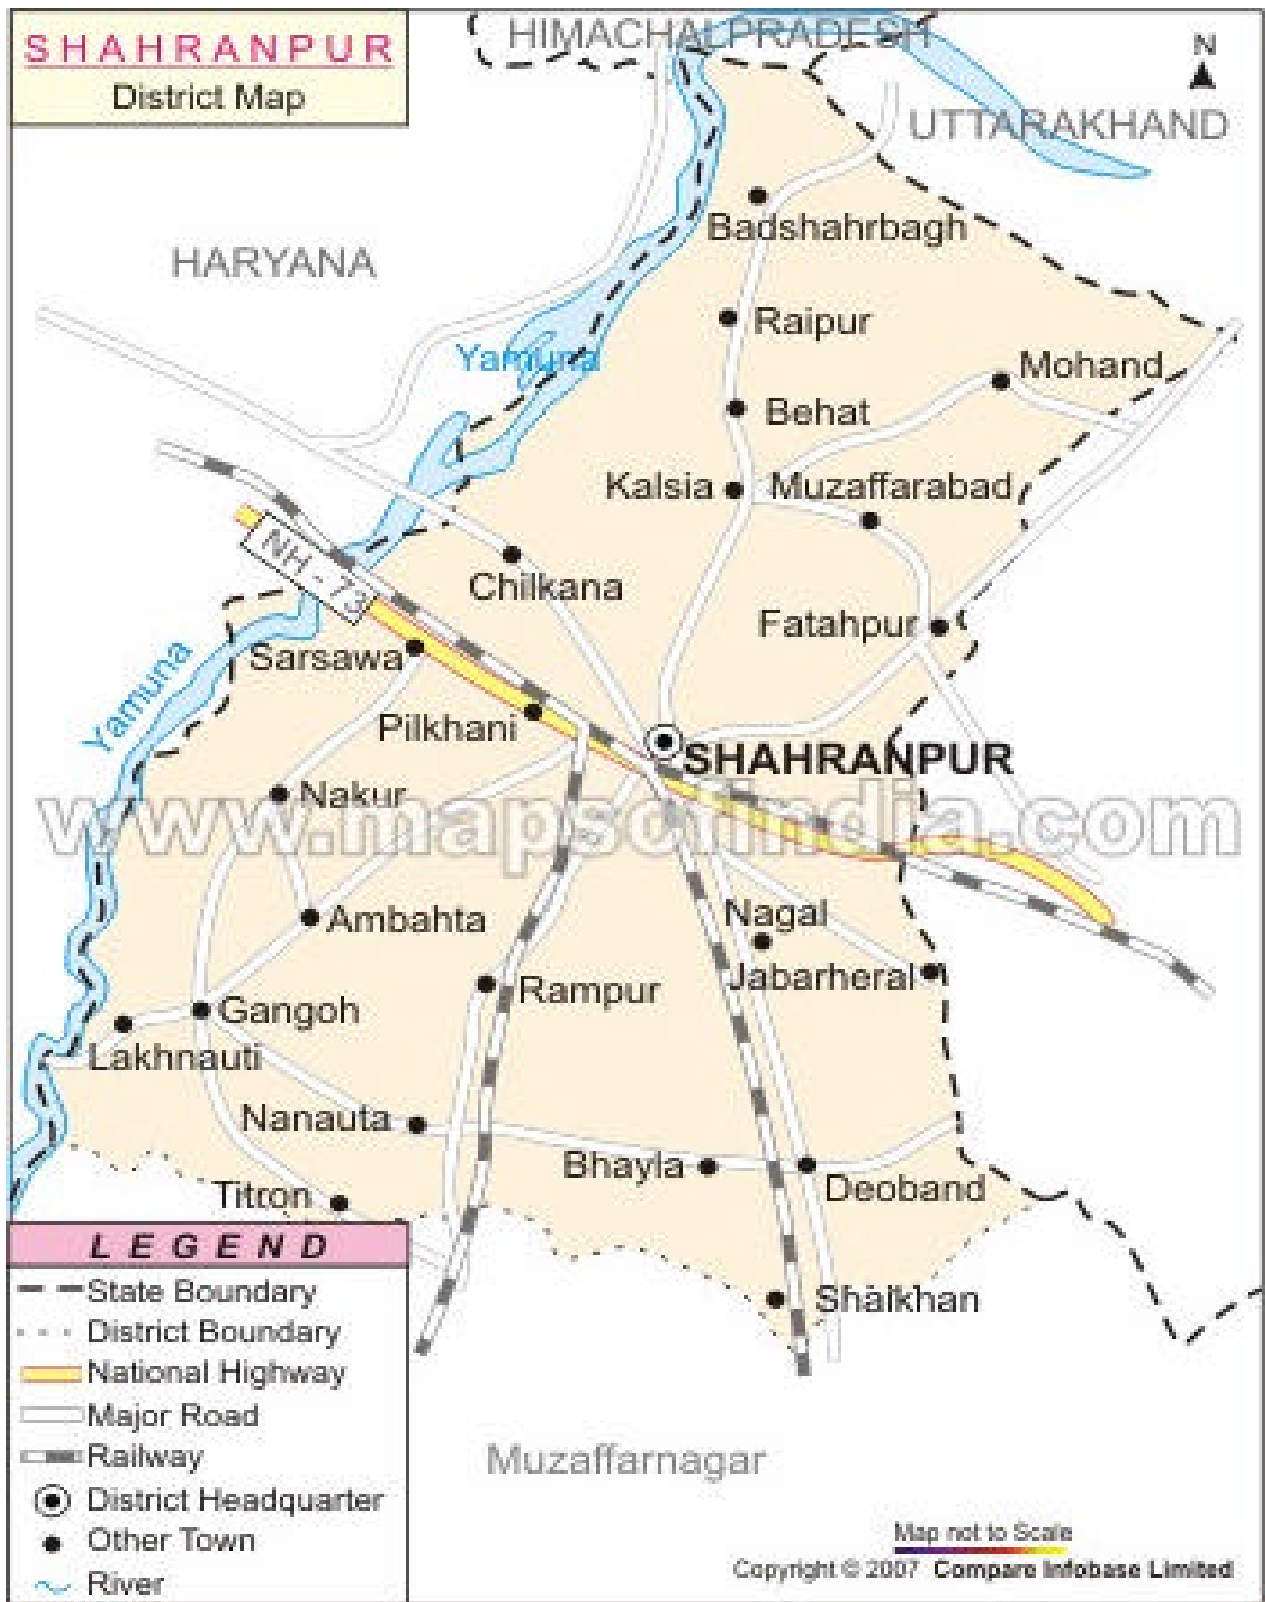 SHAHRANPUR
District Map
HIMACHALPRADESH
N
UTTARAKHAND
HARYANA
Badshahrbagh
Raipur
Yamuna
Mohand
Behat
Kalsia
Muzaffarabad
NH - 73
Chilkana
Fatahpur
Sarsawa
Yamuna
Pilkhani
SHAHRANPUR
Nakur
www.mapsofindia.com
Ambahta
Nagal
Jabarheral
Rampur
Gangoh
Lakhnauti
Nanauta
Bhayla
Deoband
Titron
Shaikhan
LEGEND
State Boundary
District Boundary
National Highway
Major Road
Railway
District Headquarter
Other Town
River
Muzaffarnagar
Map not to Scale
Copyright © 2007 Compare Infobase Limited